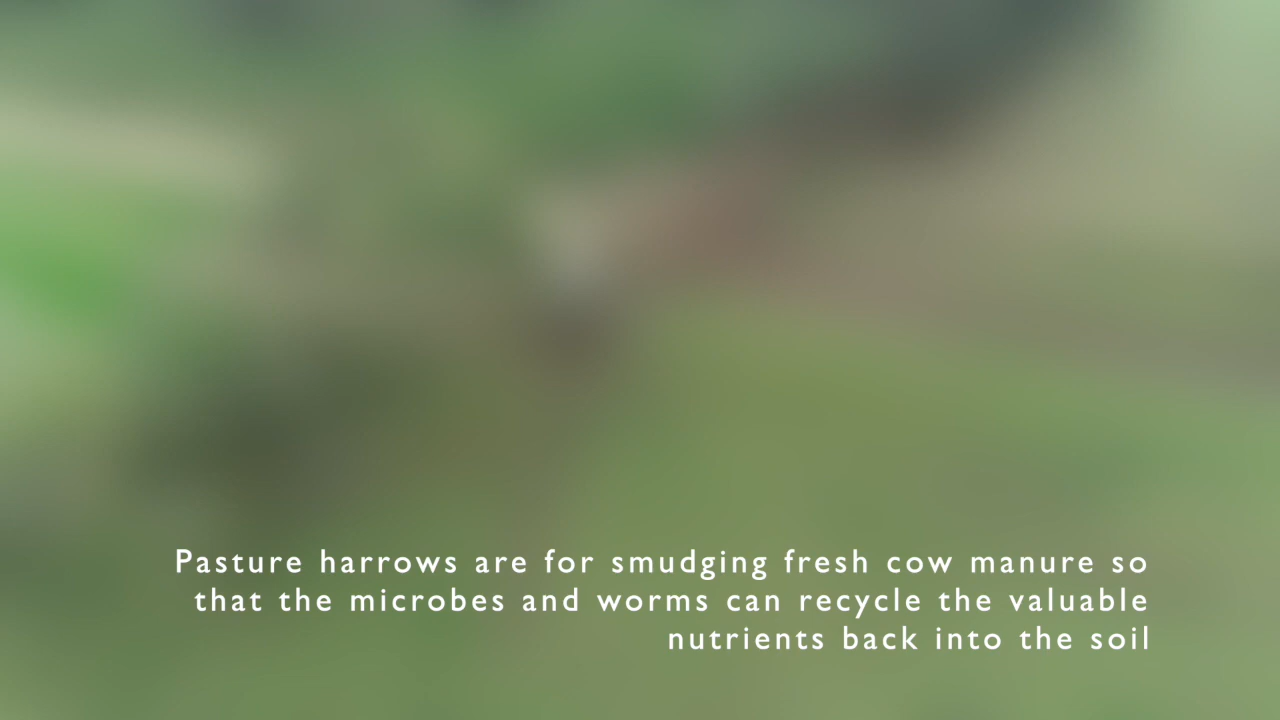 Pasture harrows are for smudging fresh cow manure so
that the microbes and worms can recycle the valuable
nutrients back into the soil